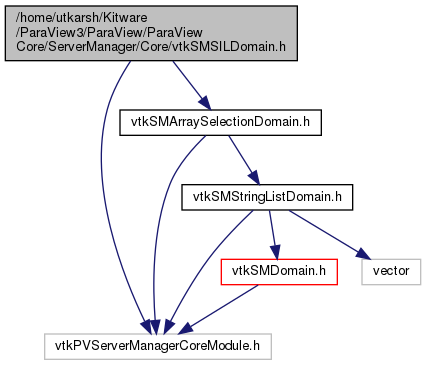 /home/utkarsh/Kitware
/ParaView3/ParaView/ParaView
Core/ServerManager/Core/vtkSMSILDomain.h
vtkSMArraySelectionDomain.h
vtkSMStringListDomain.h
vtkSMDomain.h
vector
vtkPVServerManagerCoreModule.h